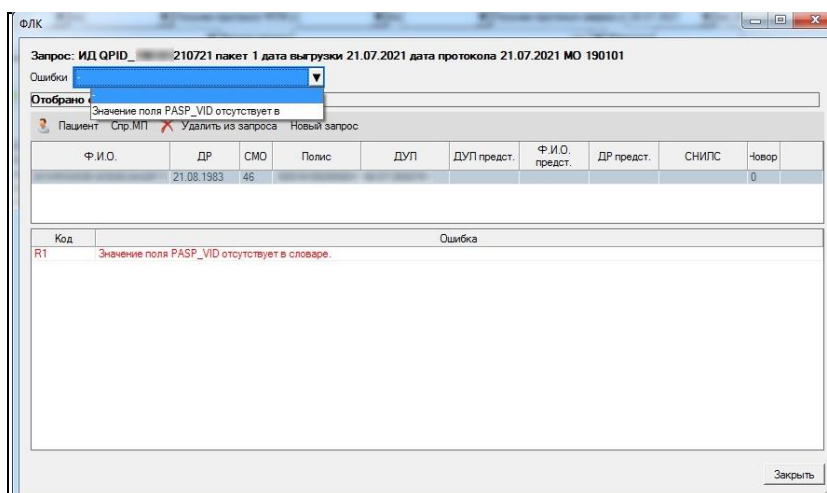 ФЛК
Запрос: ИД QPID_ 210721 пакет 1 дата выгрузки 21.07.2021 дата протокола 21.07.2021 МО 190101
Ошибки -
-
Отобрано
Значение поля PASP_VID отсутствует в
Пациент Спр.МП Удалить из запроса Новый запрос
Ф.И.О. ДР СМО Полис ДУП ДУП предст. Ф.И.О. предст. ДР предст. СНИЛС Новор
21.08.1983 46 0
Код Ошибка
R1 Значение поля PASP_VID отсутствует в словаре.
Закрыть